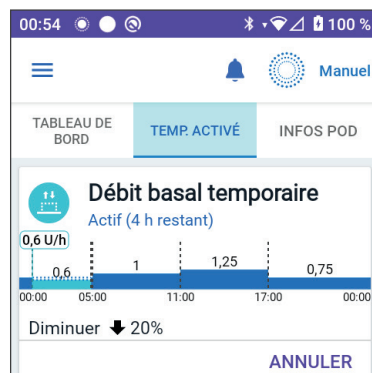 00:54 100 %
Manuel
TABLEAU DE
BORD
TEMP. ACTIVÉ
INFOS POD
Débit basal temporaire
Actif (4 h restant)
0,6 U/h
0,6 1 1,25 0,75
00:00 05:00 11:00 17:00 00:00
Diminuer 20%
ANNULER